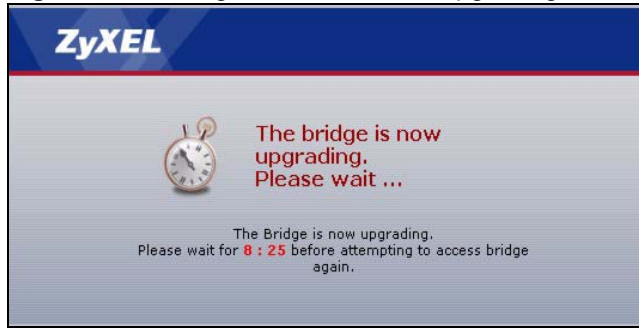 ZyXEL
The bridge is now
upgrading.
Please wait ...
The Bridge is now upgrading.
Please wait for 8 : 25 before attempting to access bridge
again.